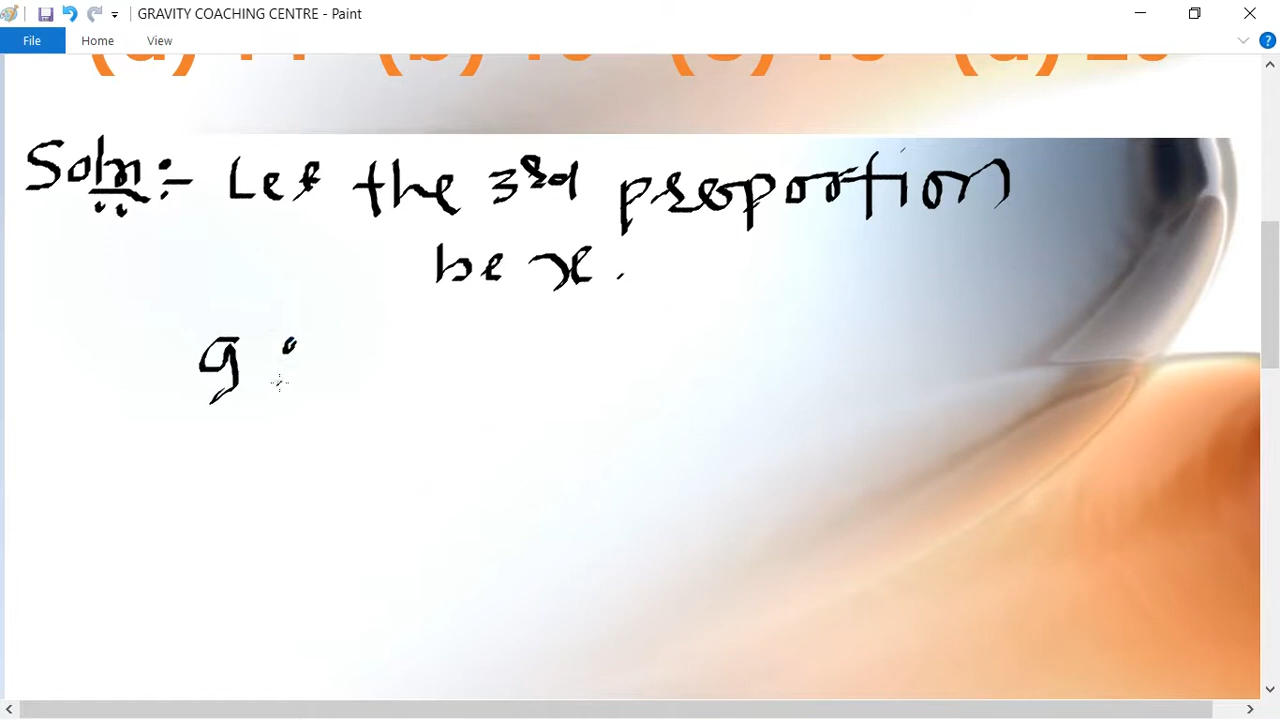 GRAVITY COACHING CENTRE - Paint
File Home View
Soln:- Let the 3rd proportion
be x.
9 :